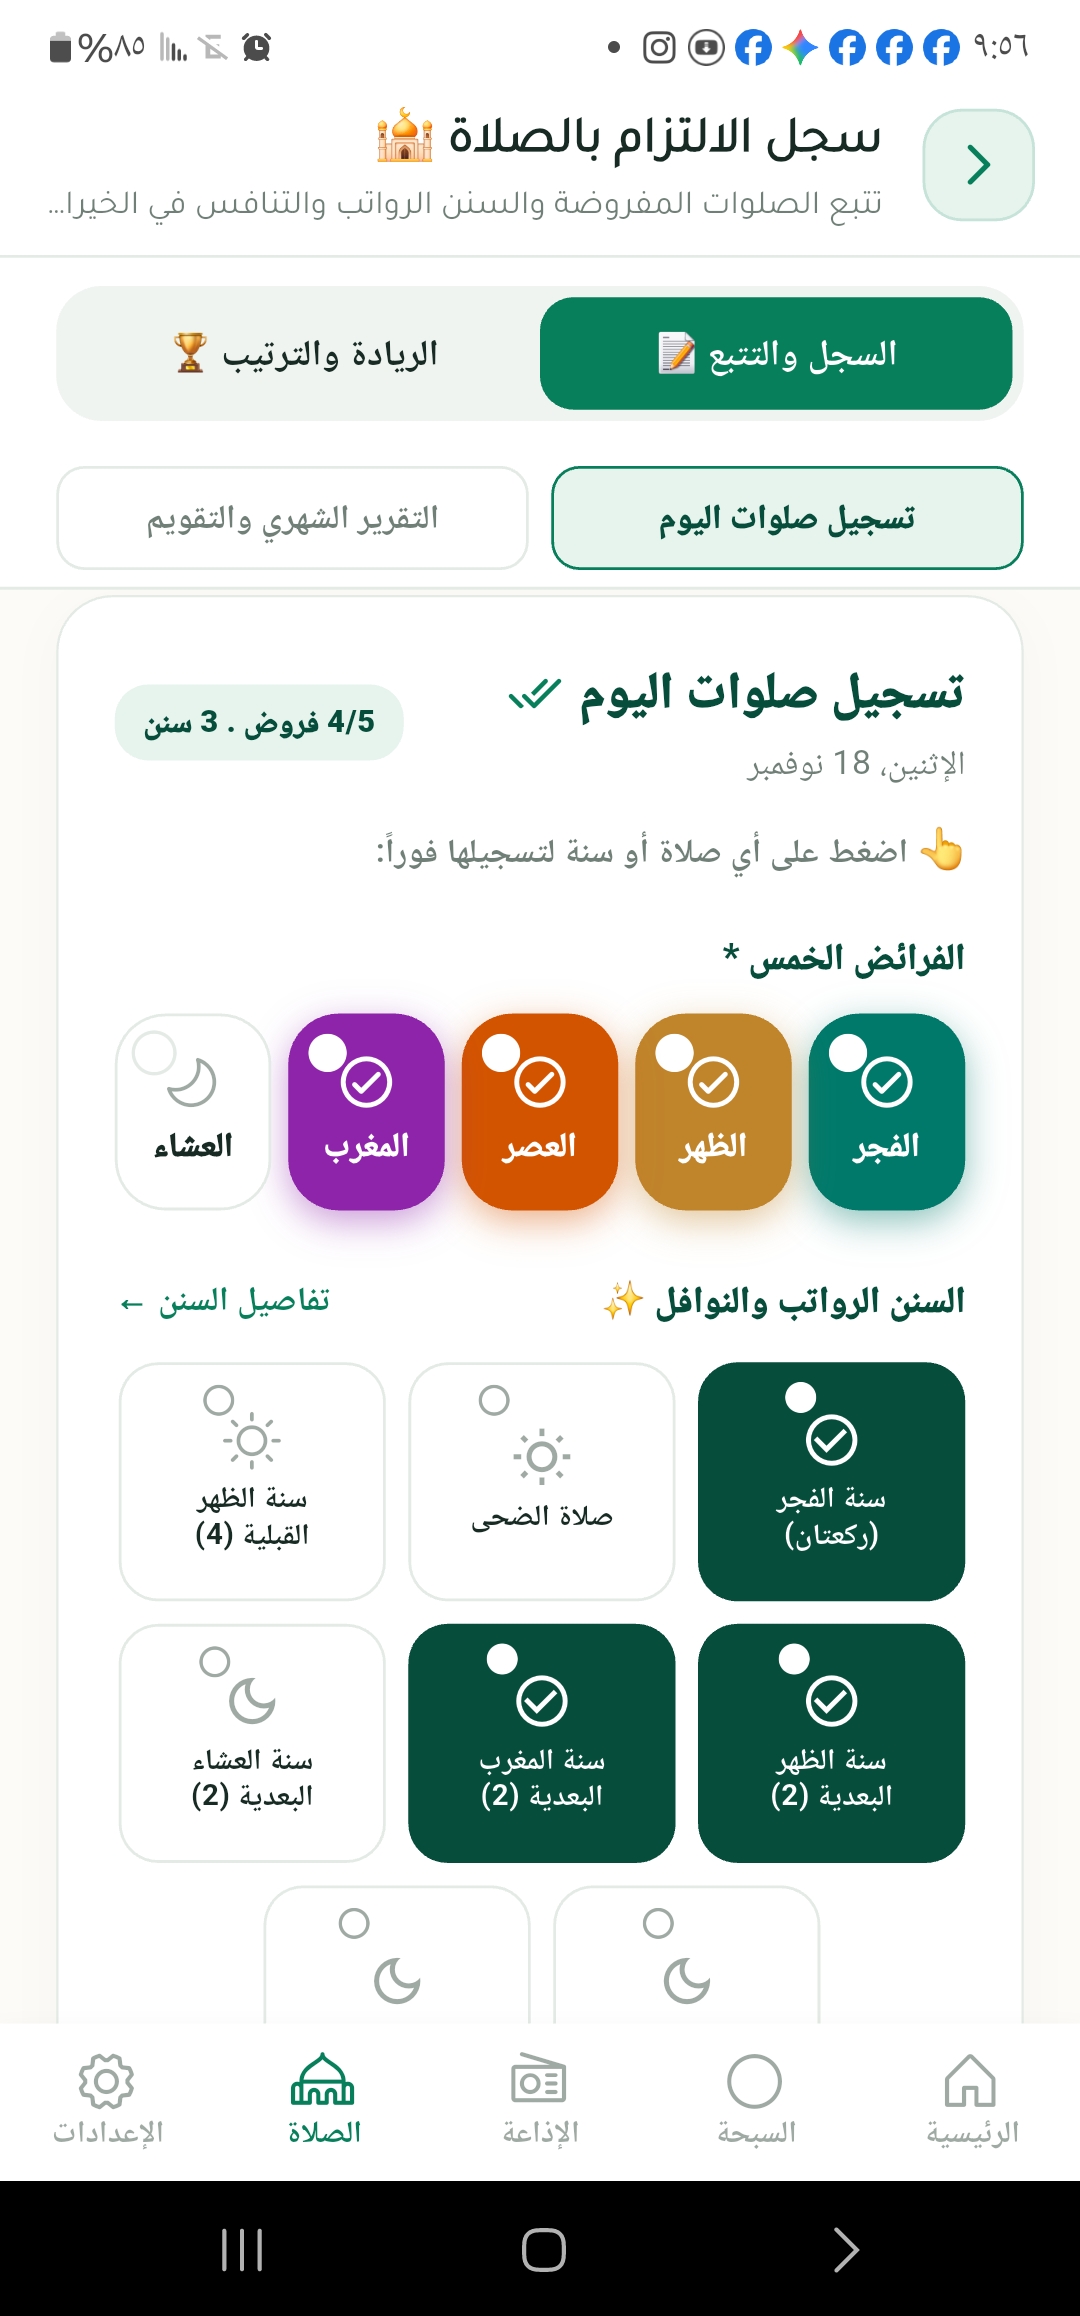 ٩:٥٦
%٨٥
سجل الالتزام بالصلاة 🕌
تتبع الصلوات المفروضة والسنن الرواتب والتنافس في الخيرا...
السجل والتتبع 📝
الريادة والترتيب 🏆
تسجيل صلوات اليوم
التقرير الشهري والتقويم
تسجيل صلوات اليوم
4/5 فروض . 3 سنن
الإثنين، 18 نوفمبر
👆 اضغط على أي صلاة أو سنة لتسجيلها فوراً:
الفرائض الخمس *
الفجر
الظهر
العصر
المغرب
العشاء
السنن الرواتب والنوافل ✨
تفاصيل السنن ←
سنة الفجر
(ركعتان)
صلاة الضحى
سنة الظهر
القبلية (4)
سنة الظهر
البعدية (2)
سنة المغرب
البعدية (2)
سنة العشاء
البعدية (2)
الرئيسية
السبحة
الإذاعة
الصلاة
الإعدادات